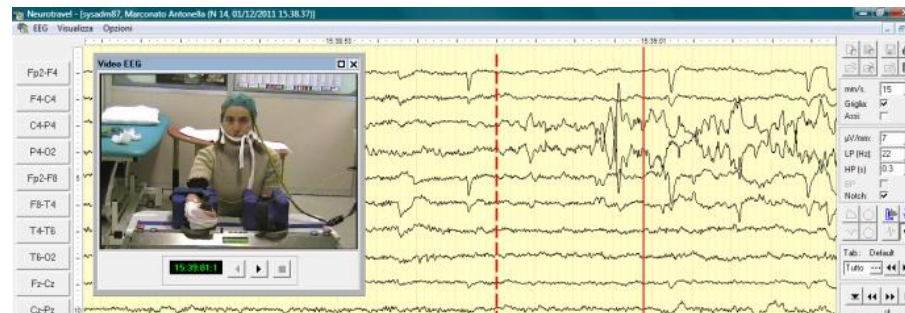 Neurotravel - [sysadm87, Marconato Antonella (N 14, 01/12/2011 15.38.37)]
EEG Visualizza Opzioni
15:38:53
15:39:01
Video EEG
Fp2-F4
F4-C4
C4-P4
P4-O2
Fp2-F8
F8-T4
T4-T6
T6-O2
Fz-Cz
Cz-Pz
15:39:01:1
mm/s: 15
Griglia:
Assi:
µV/mm: 7
LP (Hz): 22
HP (s) 0.3
Notch:
Tab.: Default
Tutto